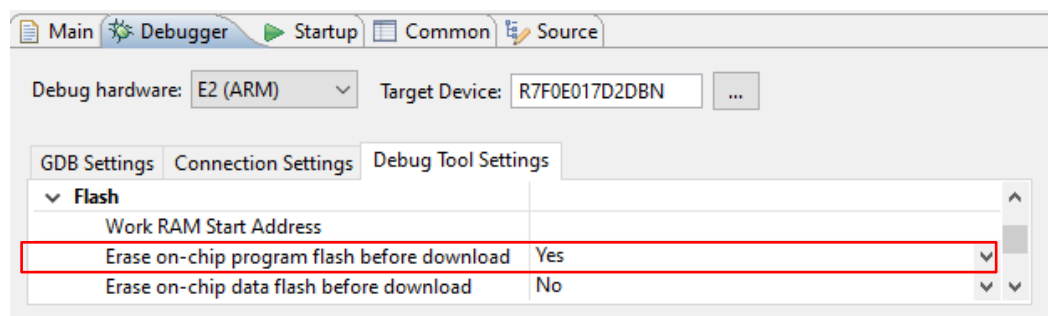 Main Debugger Startup Common Source
Debug hardware: E2 (ARM) Target Device: R7F0E017D2DBN ...
GDB Settings Connection Settings Debug Tool Settings
Flash
Work RAM Start Address
Erase on-chip program flash before download Yes
Erase on-chip data flash before download No